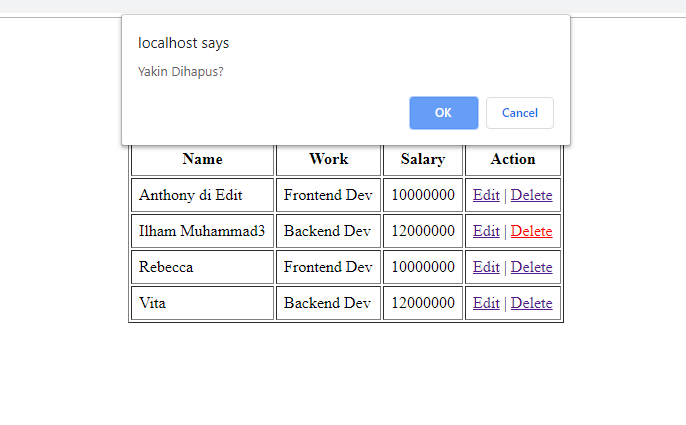 localhost says
Yakin Dihapus?
OK Cancel
Name Work Salary Action
Anthony di Edit Frontend Dev 10000000 Edit | Delete
Ilham Muhammad3 Backend Dev 12000000 Edit | Delete
Rebecca Frontend Dev 10000000 Edit | Delete
Vita Backend Dev 12000000 Edit | Delete